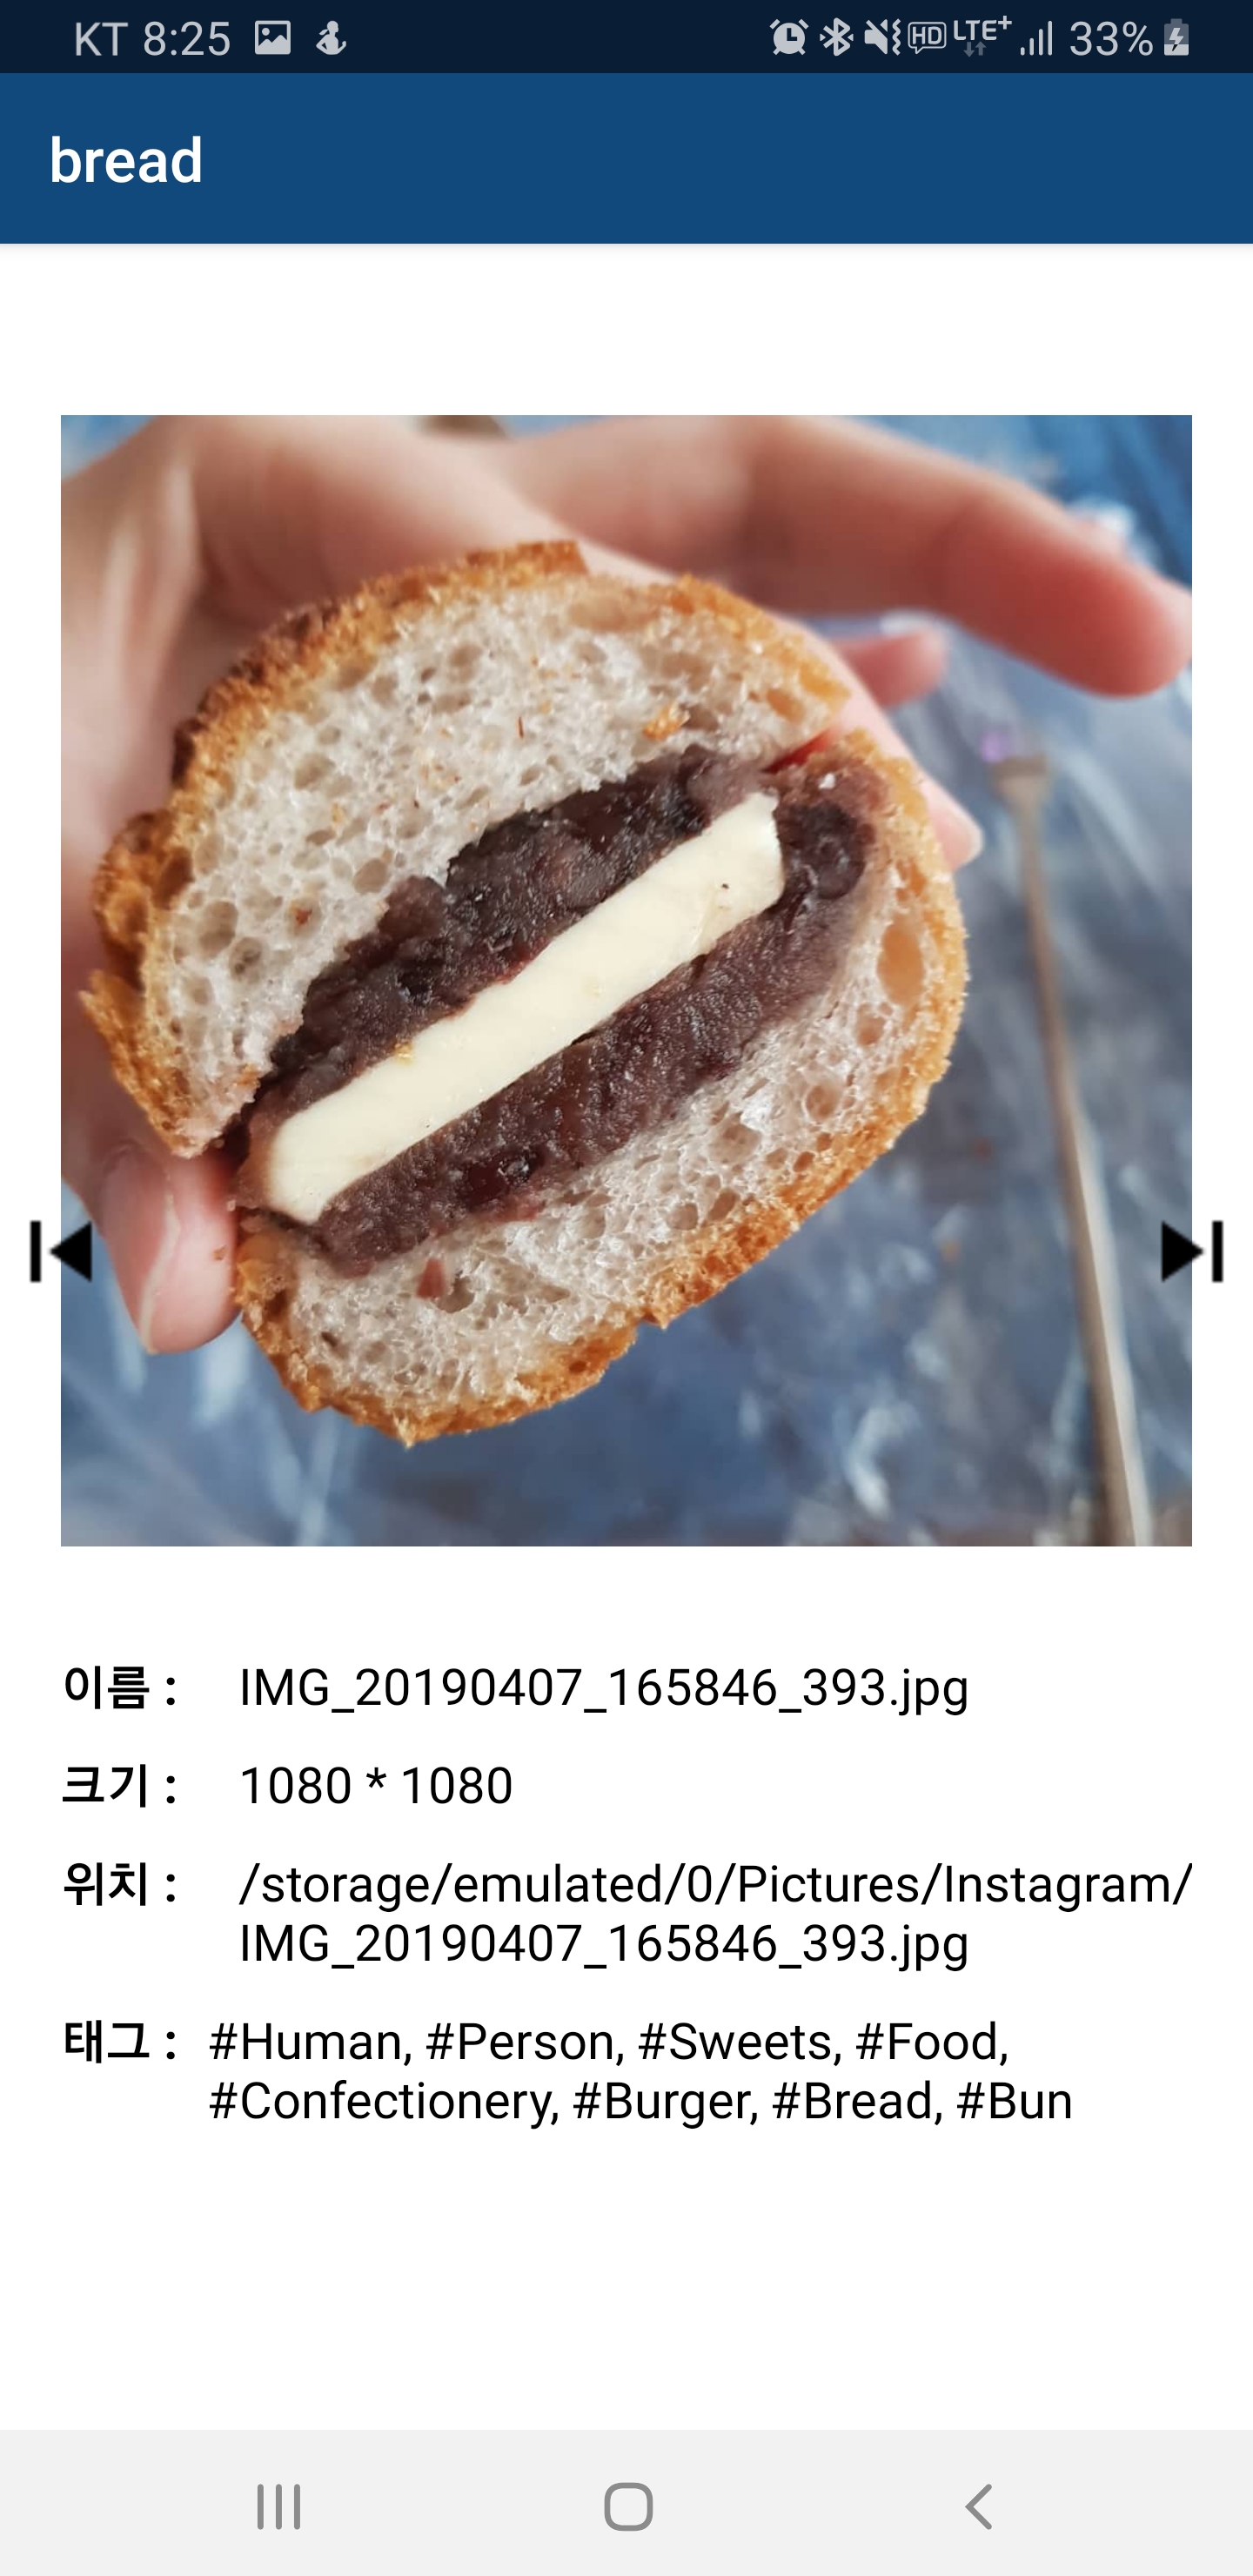 KT 8:25 HD LTE+ 33%
bread
이름 : IMG_20190407_165846_393.jpg
크기 : 1080 * 1080
위치 : /storage/emulated/0/Pictures/Instagram/
IMG_20190407_165846_393.jpg
태그 : #Human, #Person, #Sweets, #Food,
#Confectionery, #Burger, #Bread, #Bun